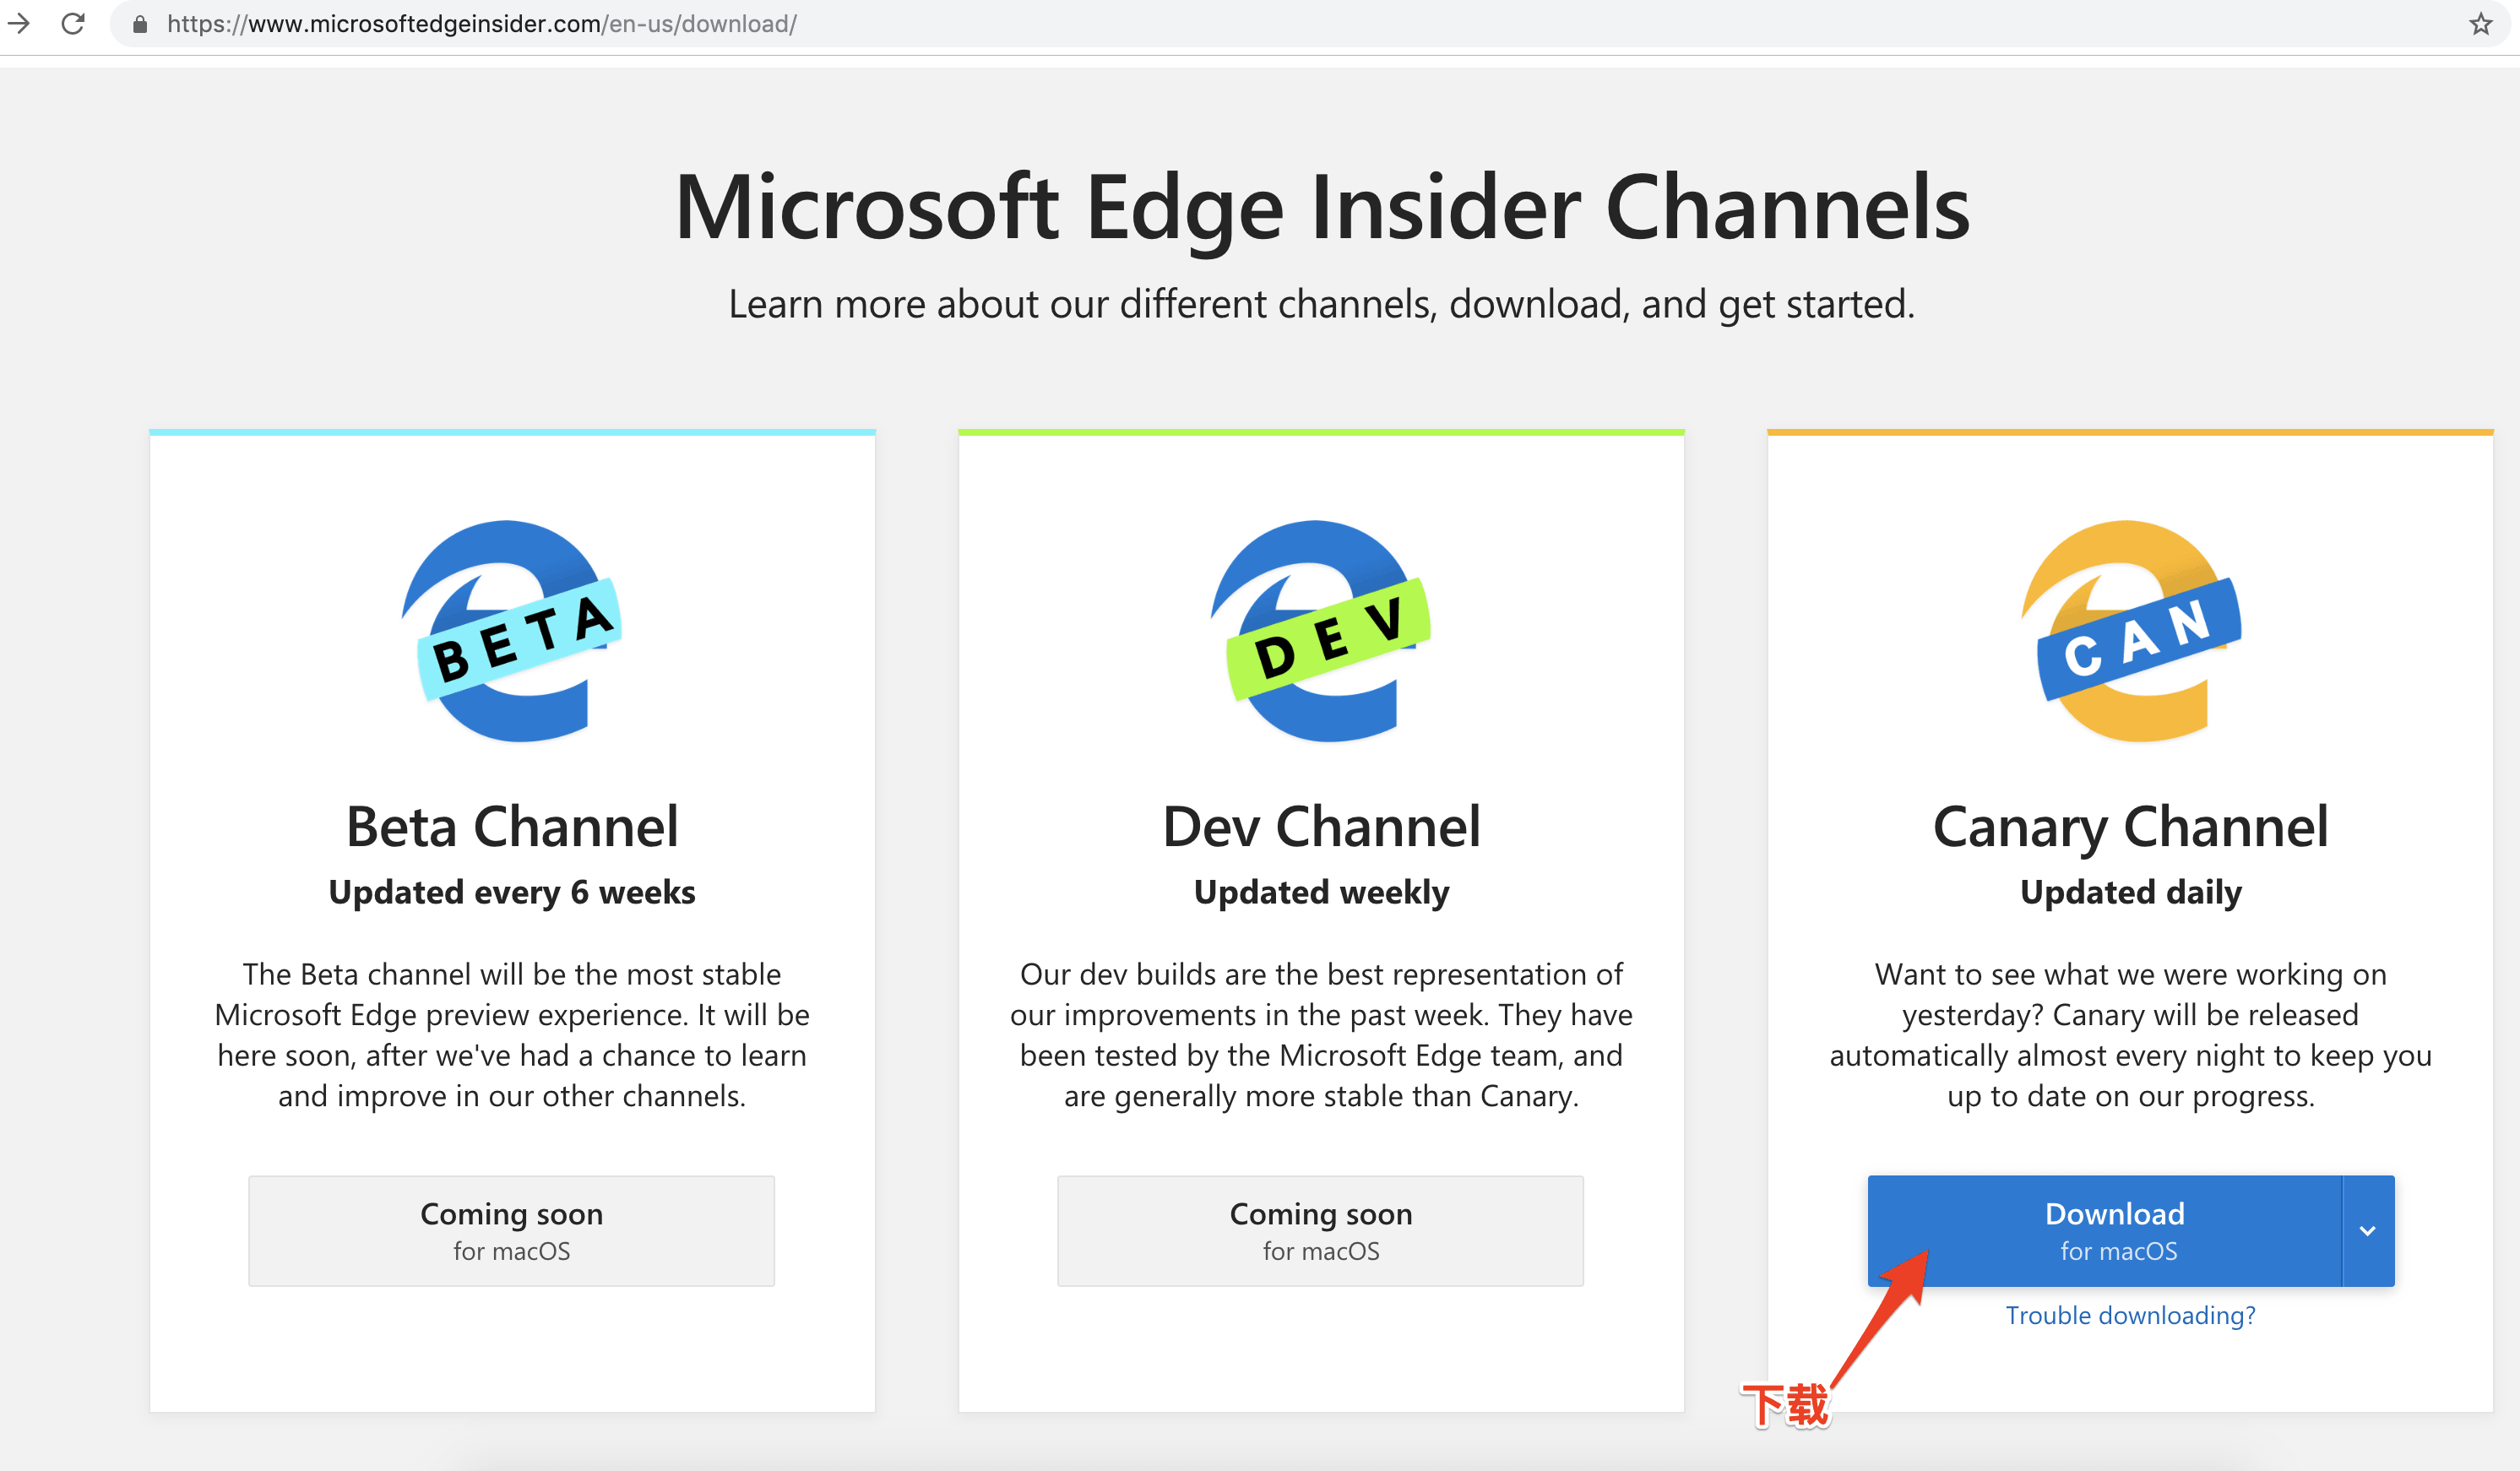 https://www.microsoftedgeinsider.com/en-us/download/
Microsoft Edge Insider Channels
Learn more about our different channels, download, and get started.
BETA
Beta Channel
Updated every 6 weeks
The Beta channel will be the most stable
Microsoft Edge preview experience. It will be
here soon, after we've had a chance to learn
and improve in our other channels.
Coming soon
for macOS
DEV
Dev Channel
Updated weekly
Our dev builds are the best representation of
our improvements in the past week. They have
been tested by the Microsoft Edge team, and
are generally more stable than Canary.
Coming soon
for macOS
CAN
Canary Channel
Updated daily
Want to see what we were working on
yesterday? Canary will be released
automatically almost every night to keep you
up to date on our progress.
Download
for macOS
Trouble downloading?
下载